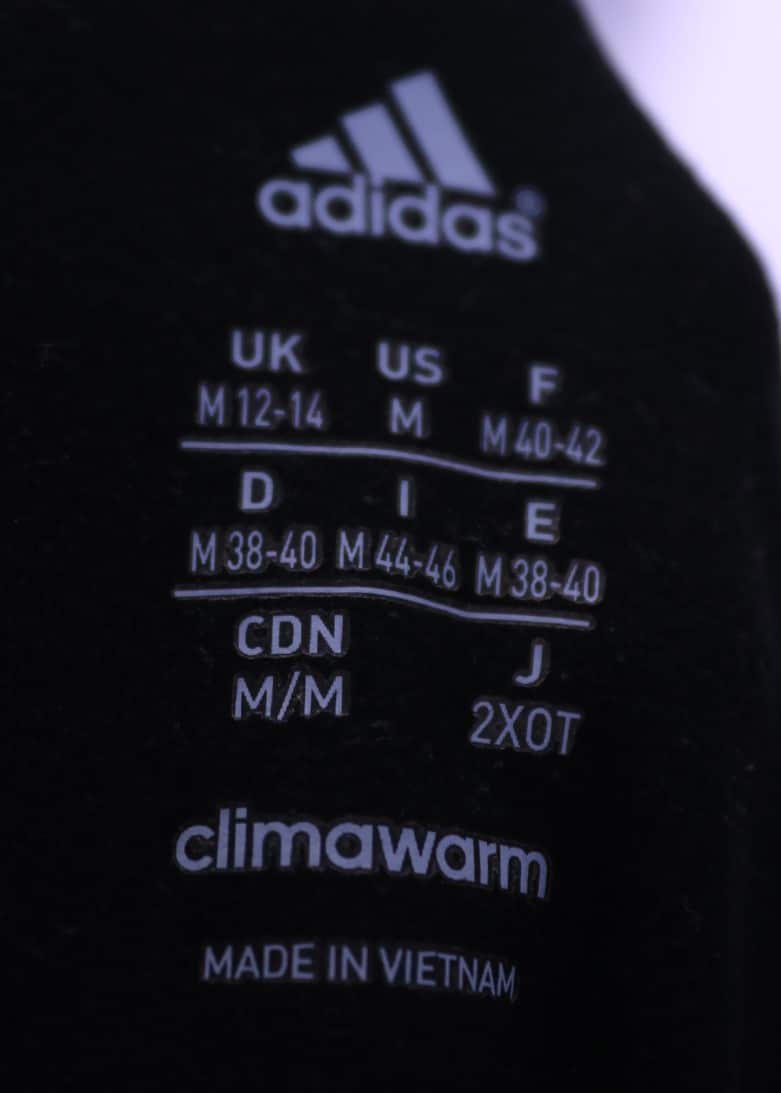 adidas®
UK US F
M 12-14 M M 40-42
D I E
M 38-40 M 44-46 M 38-40
CDN J
M/M 2XOT
climawarm
MADE IN VIETNAM